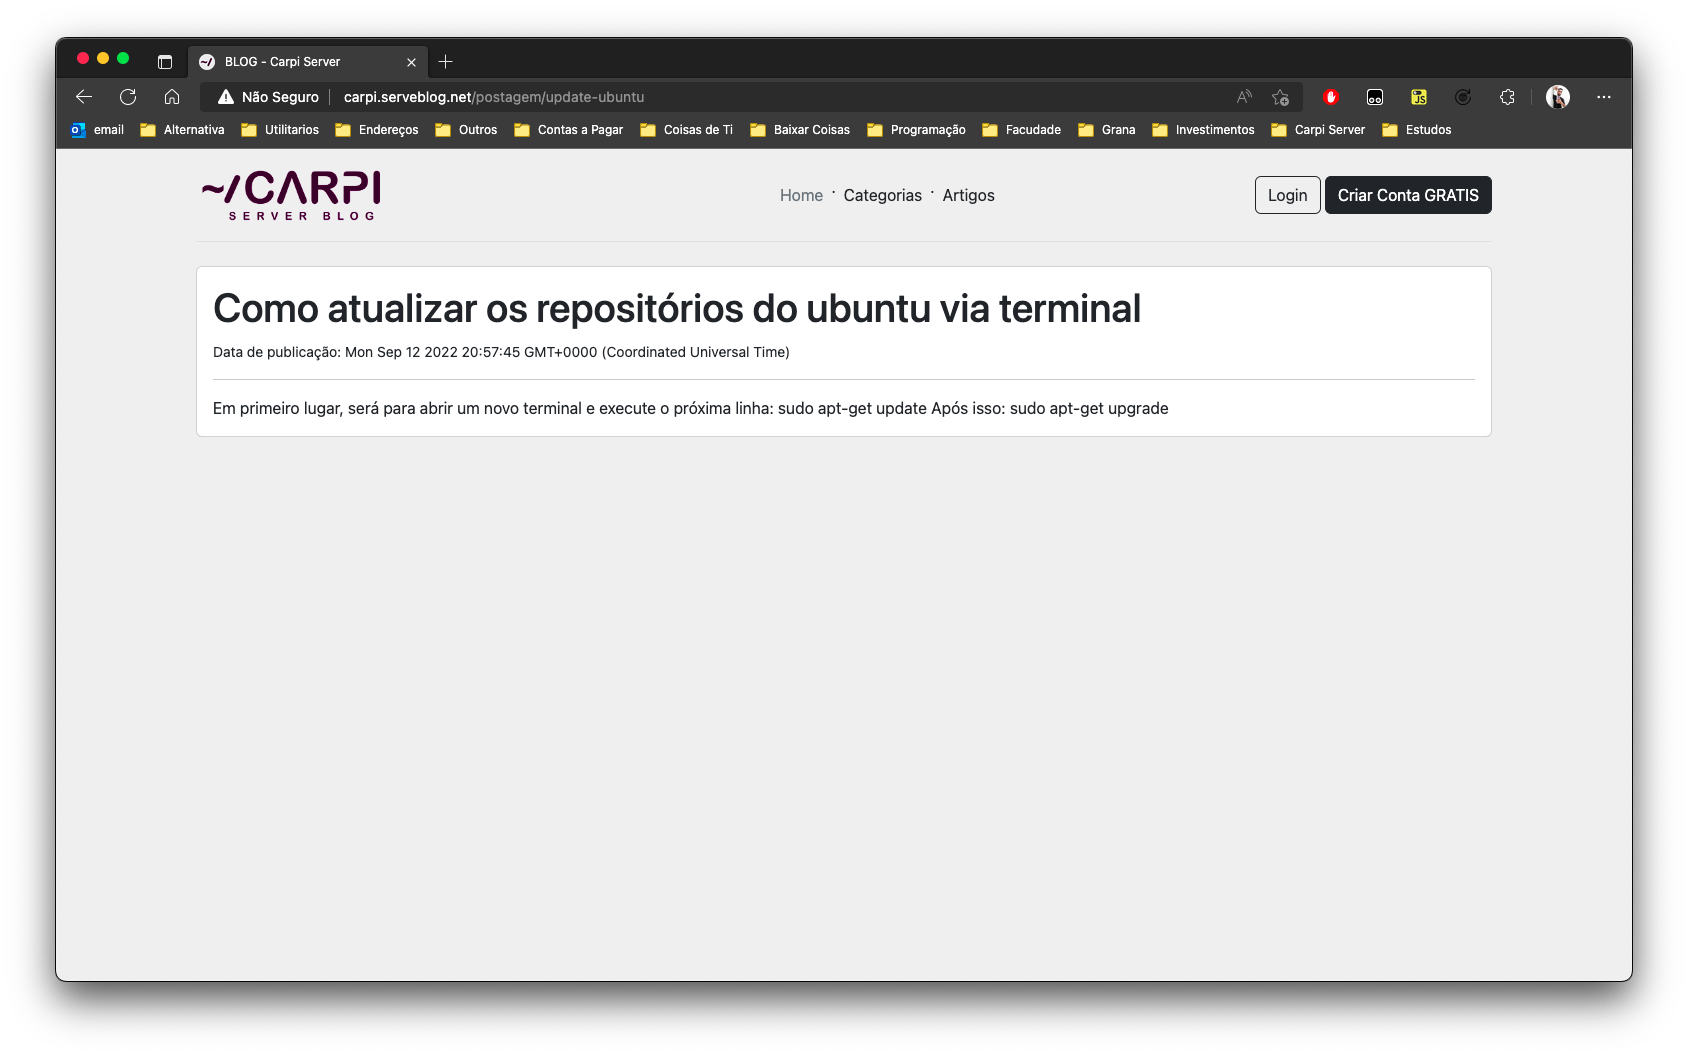 BLOG - Carpi Server
Não Seguro carpi.serveblog.net/postagem/update-ubuntu
email Alternativa Utilitarios Endereços Outros Contas a Pagar Coisas de Ti Baixar Coisas Programação Facudade Grana Investimentos Carpi Server Estudos
~/CARPI
SERVER BLOG
Home · Categorias · Artigos
Login Criar Conta GRATIS
Como atualizar os repositórios do ubuntu via terminal
Data de publicação: Mon Sep 12 2022 20:57:45 GMT+0000 (Coordinated Universal Time)
Em primeiro lugar, será para abrir um novo terminal e execute o próxima linha: sudo apt-get update Após isso: sudo apt-get upgrade